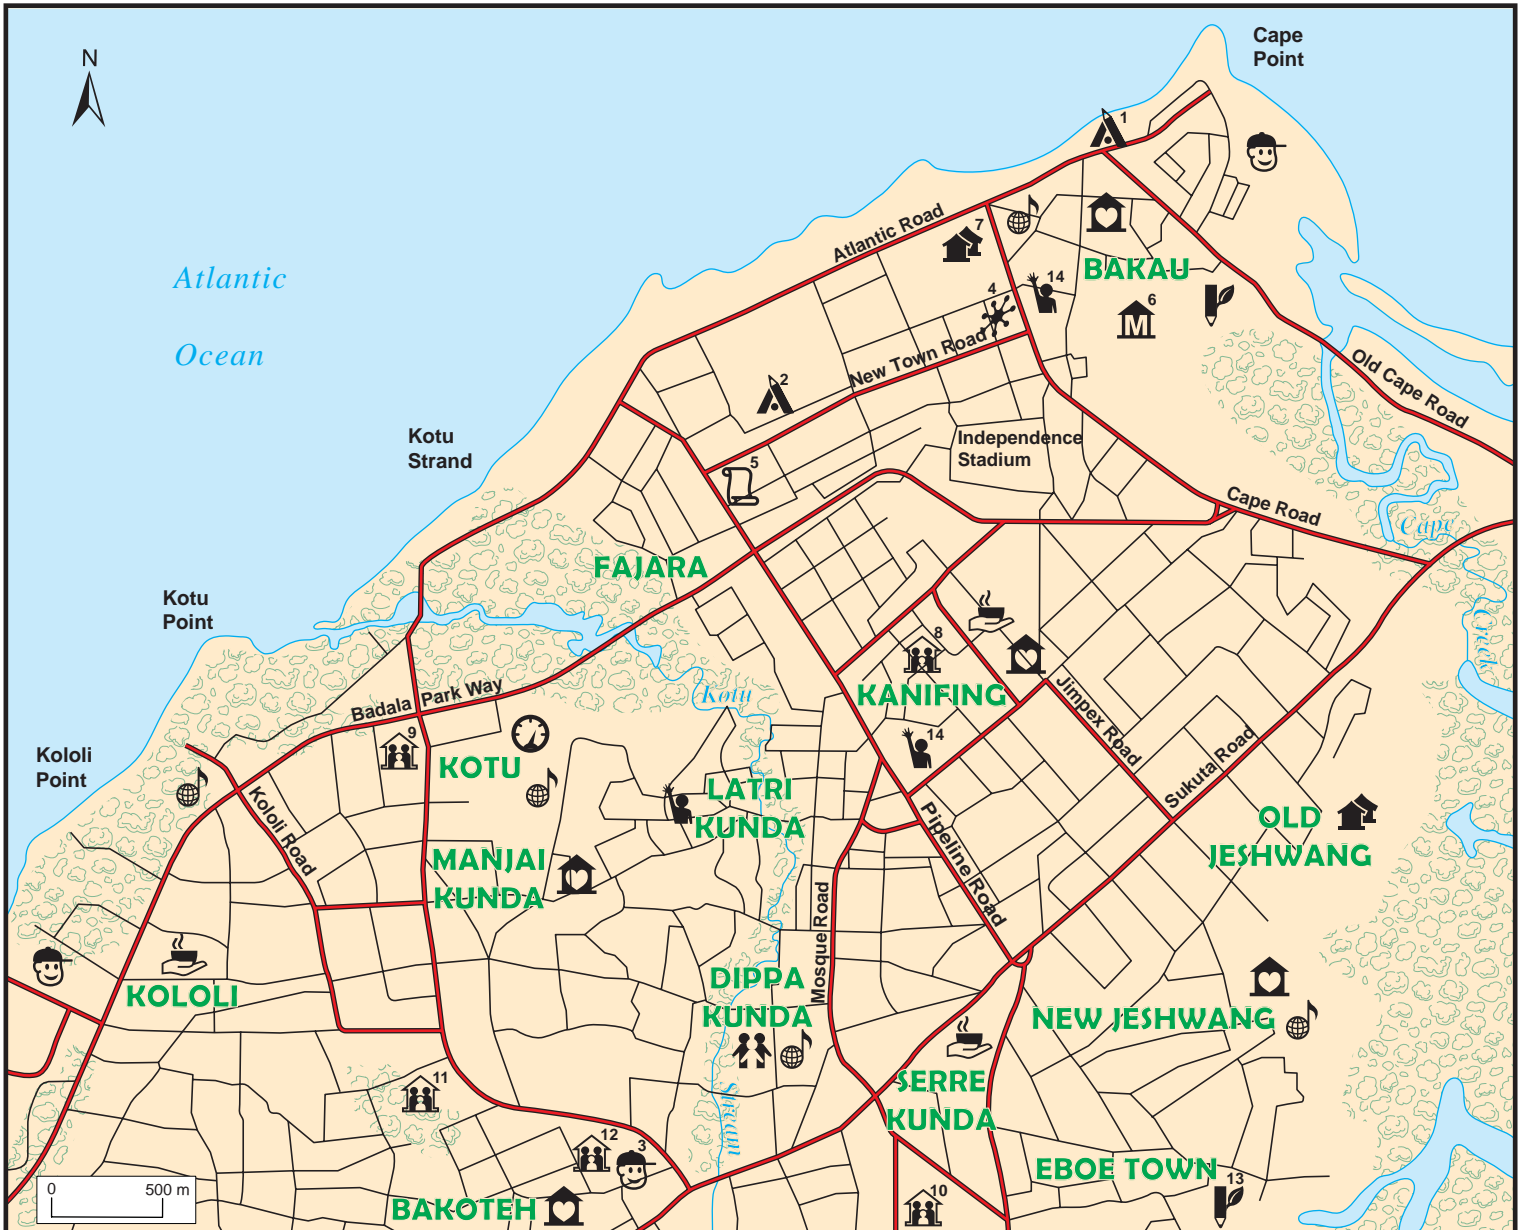 Cape
Point
N
1
Atlantic Road
7
14
BAKAU
4
6
M
Atlantic
Ocean
New Town Road
2
Old Cape Road
Kotu
Strand
Independence
Stadium
5
Cape Road
Cape
Creek
FAJARA
Kotu
Point
8
KANIFING
Kotu
Badala Park Way
9
14
Jimpex Road
Kololi
Point
KOTU
Sukuta Road
LATRI
KUNDA
Kololi Road
Pipeline Road
OLD
JESHWANG
MANJAI
KUNDA
Mosque Road
KOLOLI
DIPPA
KUNDA
NEW JESHWANG
11
Stream
SERRE
KUNDA
12
3
EBOE TOWN
13
0
500 m
BAKOTEH
10